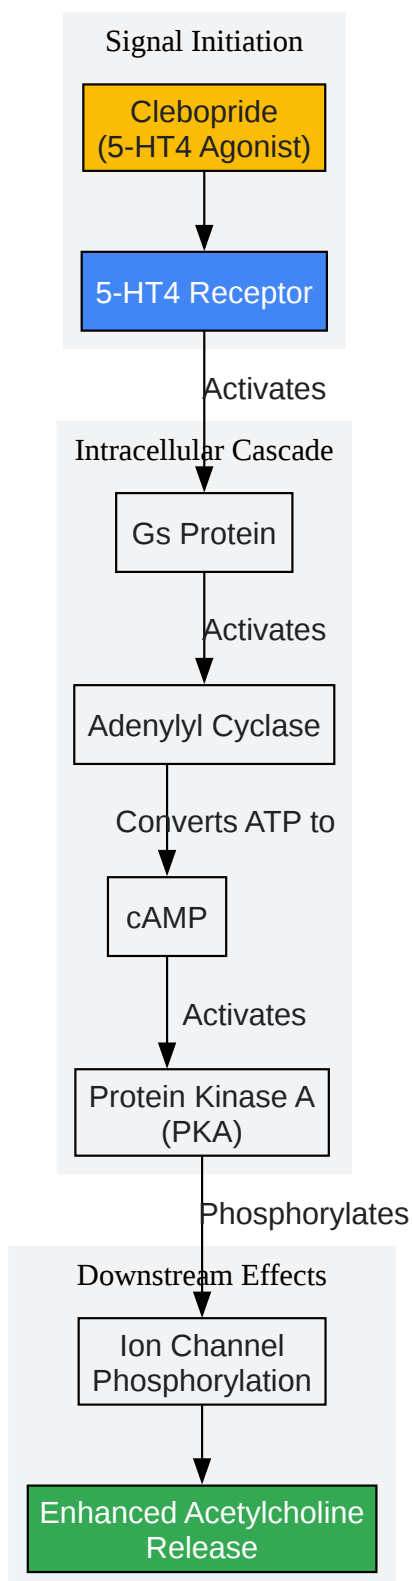 Signal Initiation
Clebopride
(5-HT4 Agonist)
5-HT4 Receptor
Activates
Intracellular Cascade
Gs Protein
Activates
Adenylyl Cyclase
Converts ATP to
cAMP
Activates
Protein Kinase A
(PKA)
Phosphorylates
Downstream Effects
Ion Channel
Phosphorylation
Enhanced Acetylcholine
Release